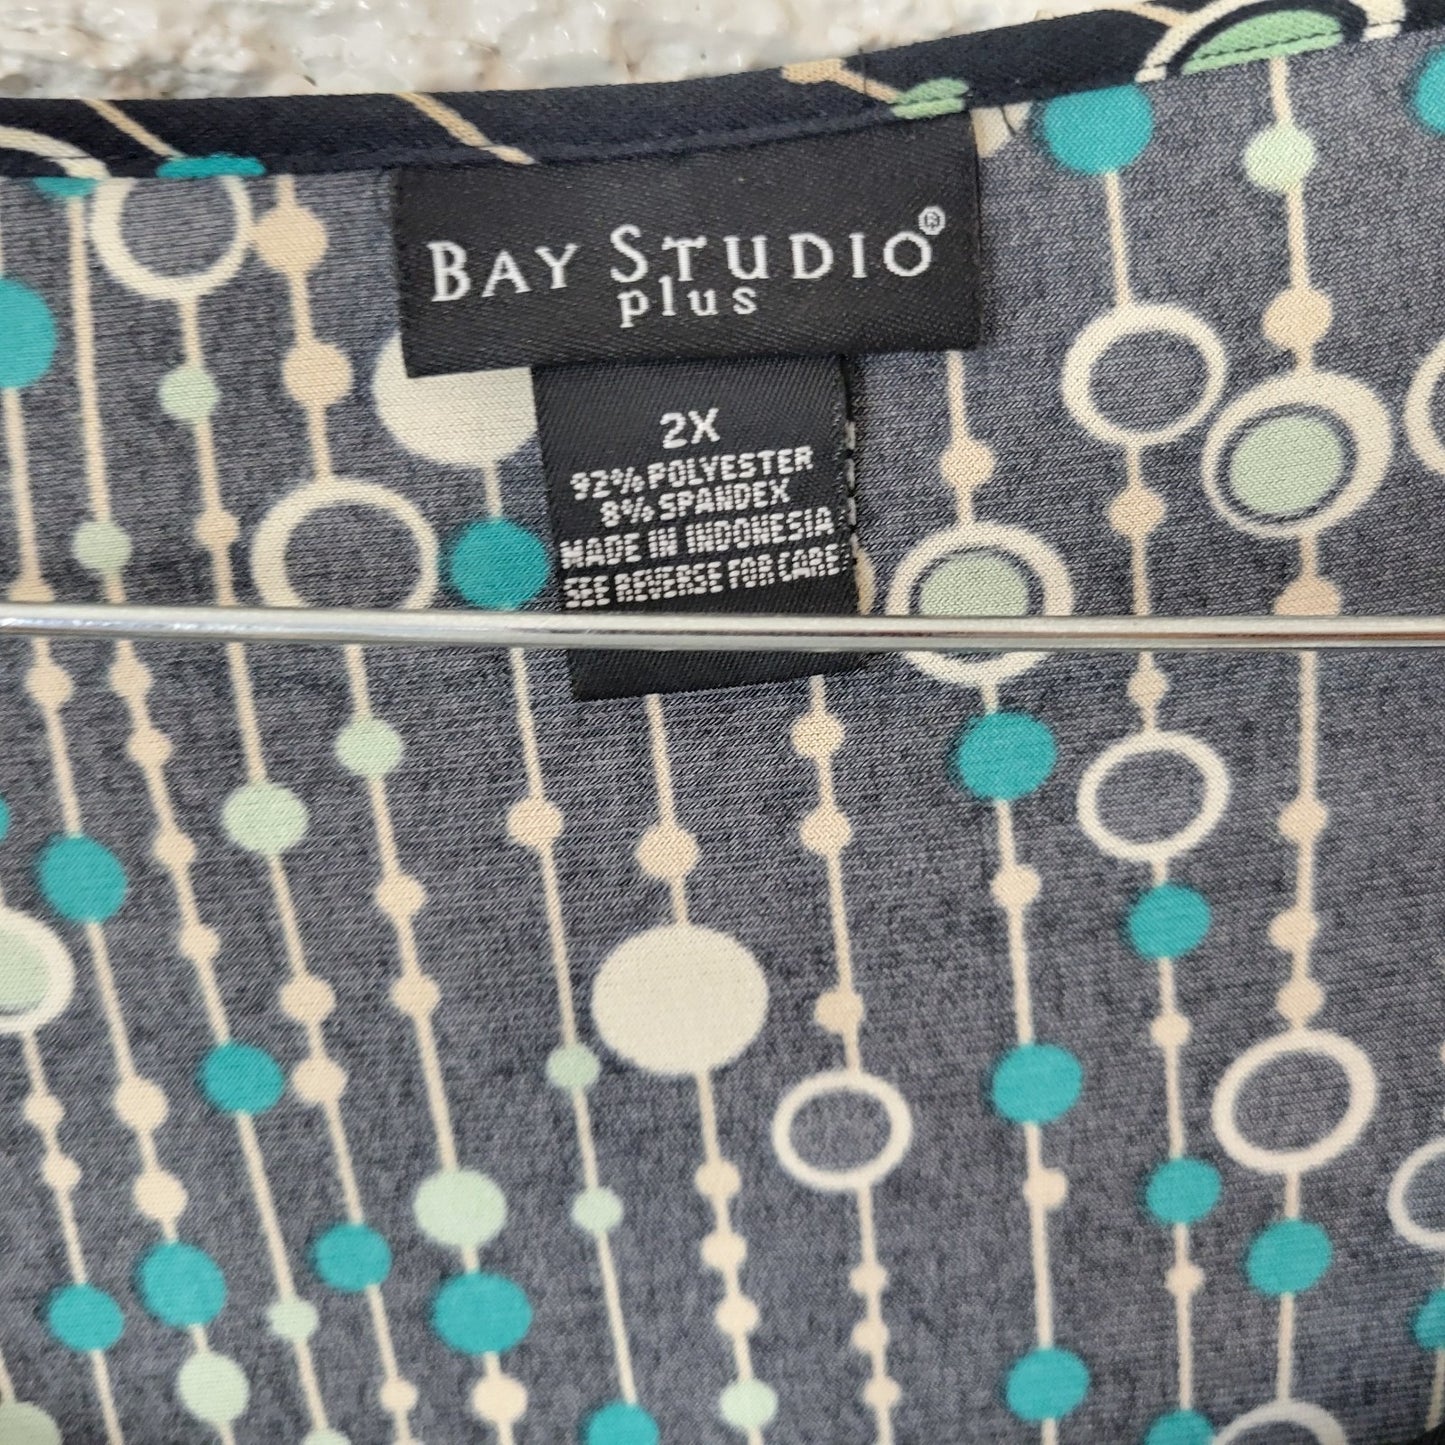 BAY STUDIO®
plus
2X
92% POLYESTER
8% SPANDEX
MADE IN INDONESIA
SEE REVERSE FOR CARE